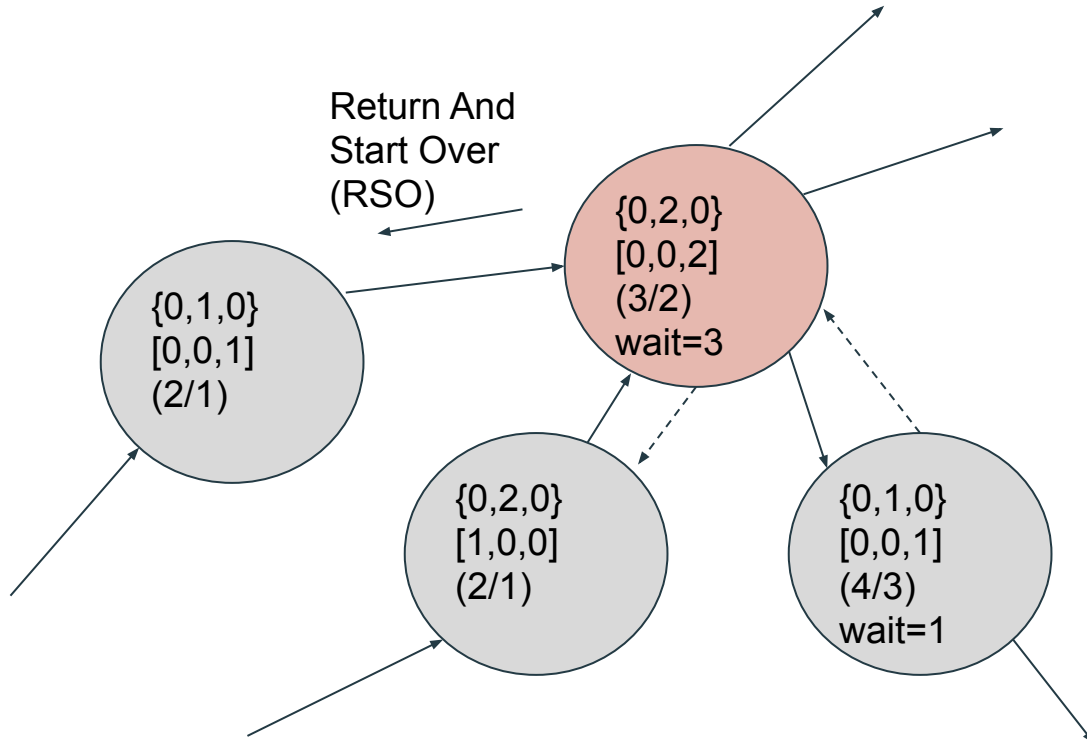 Return And
Start Over
(RSO)
{0,2,0}
[0,0,2]
(3/2)
wait=3
{0,1,0}
[0,0,1]
(2/1)
{0,2,0}
[1,0,0]
(2/1)
{0,1,0}
[0,0,1]
(4/3)
wait=1